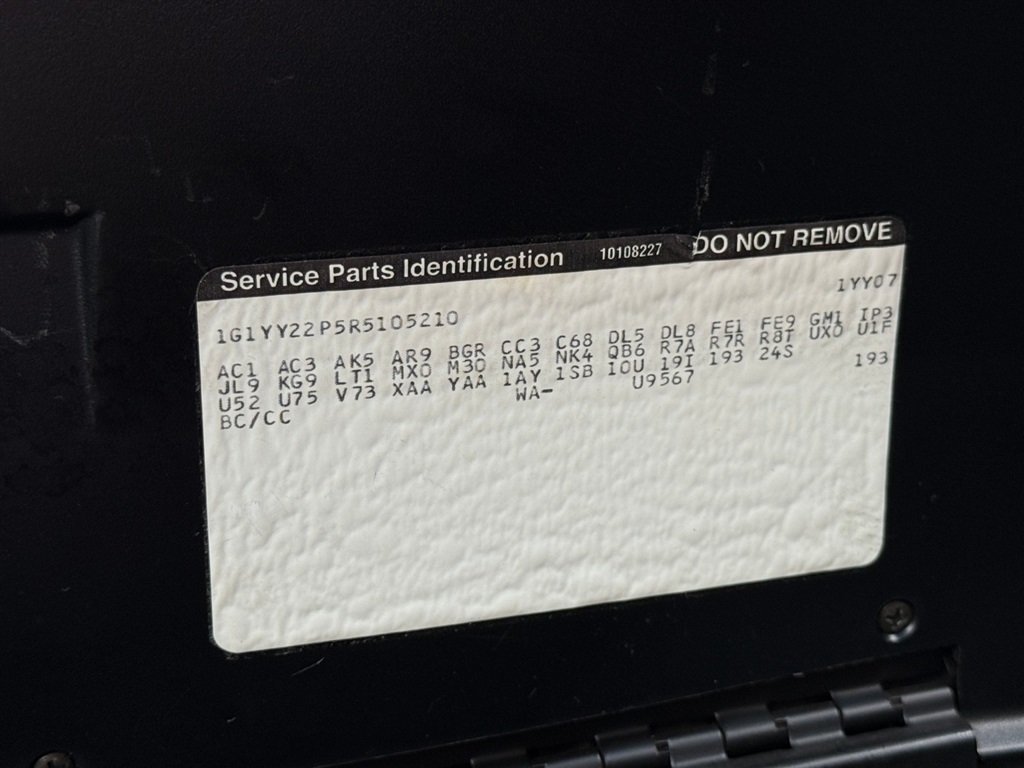 Service Parts Identification 10108227 DO NOT REMOVE
1YY07
1G1YY22P5R5105210
AC1 AC3 AK5 AR9 BGR CC3 C68 DL5 DL8 FE1 FE9 GM1 IP3
JL9 KG9 LT1 MX0 M30 NA5 NK4 QB6 R7A R7R R8T UX0 U1F
U52 U75 V73 XAA YAA 1AY 1SB 10U 19I 193 24S 193
BC/CC WA- U9567